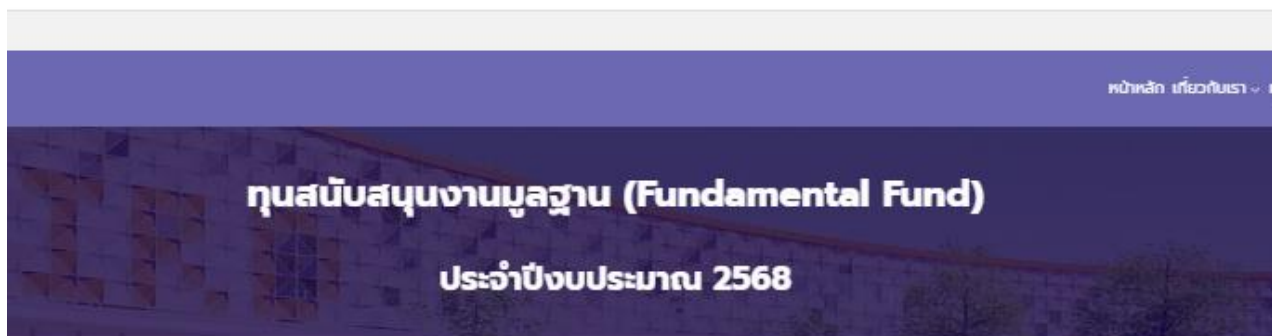 หน้าหลัก เกี่ยวกับเรา
ทุนสนับสนุนงานมูลฐาน (Fundamental Fund)
ประจำปีงบประมาณ 2568